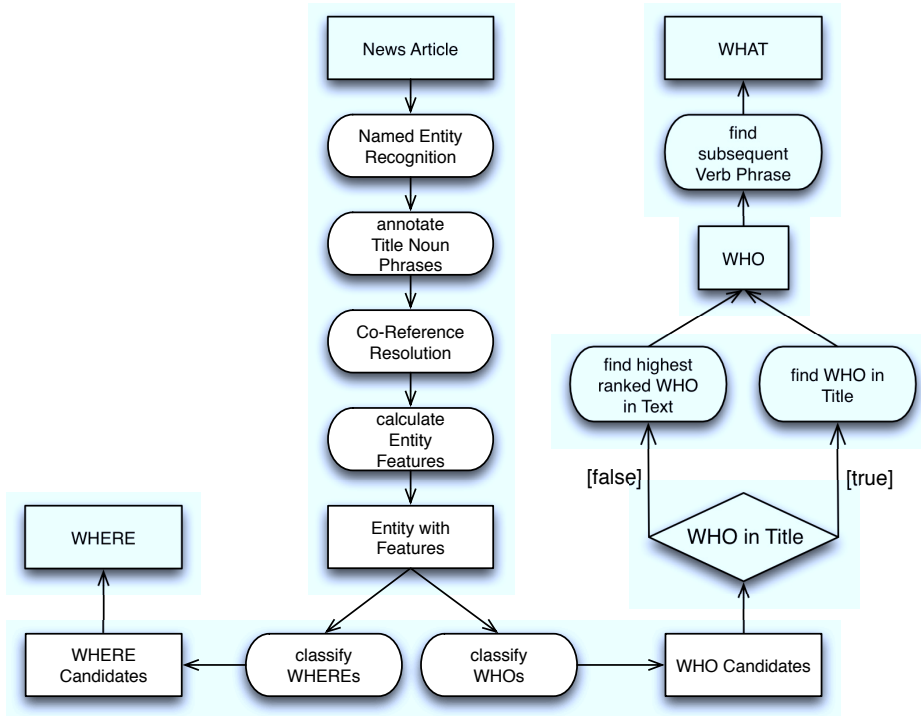 News Article
Named Entity
Recognition
annotate
Title Noun
Phrases
Co-Reference
Resolution
calculate
Entity
Features
Entity with
Features
classify
WHEREs
WHERE
Candidates
WHERE
classify
WHOs
WHO Candidates
WHO in Title
[false]
[true]
find highest
ranked WHO
in Text
find WHO in
Title
WHO
find
subsequent
Verb Phrase
WHAT